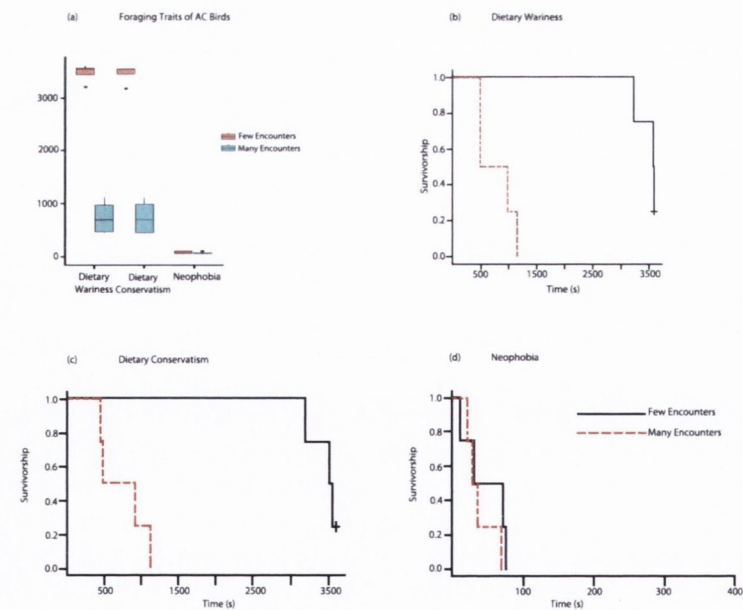 (a) Foraging Traits of AC Birds
3000
2000
1000
0
Few Encounters
Many Encounters
Dietary Dietary Neophobia
Wariness Conservatism
(b) Dietary Wariness
Survivorship
1.0
0.8
0.6
0.4
0.2
0.0
500 1500 2500 3500
Time (s)
(c) Dietary Conservatism
Survivorship
1.0
0.8
0.6
0.4
0.2
0.0
500 1500 2500 3500
Time (s)
(d) Neophobia
Survivorship
1.0
0.8
0.6
0.4
0.2
0.0
100 200 300 400
Time (s)
Few Encounters
Many Encounters